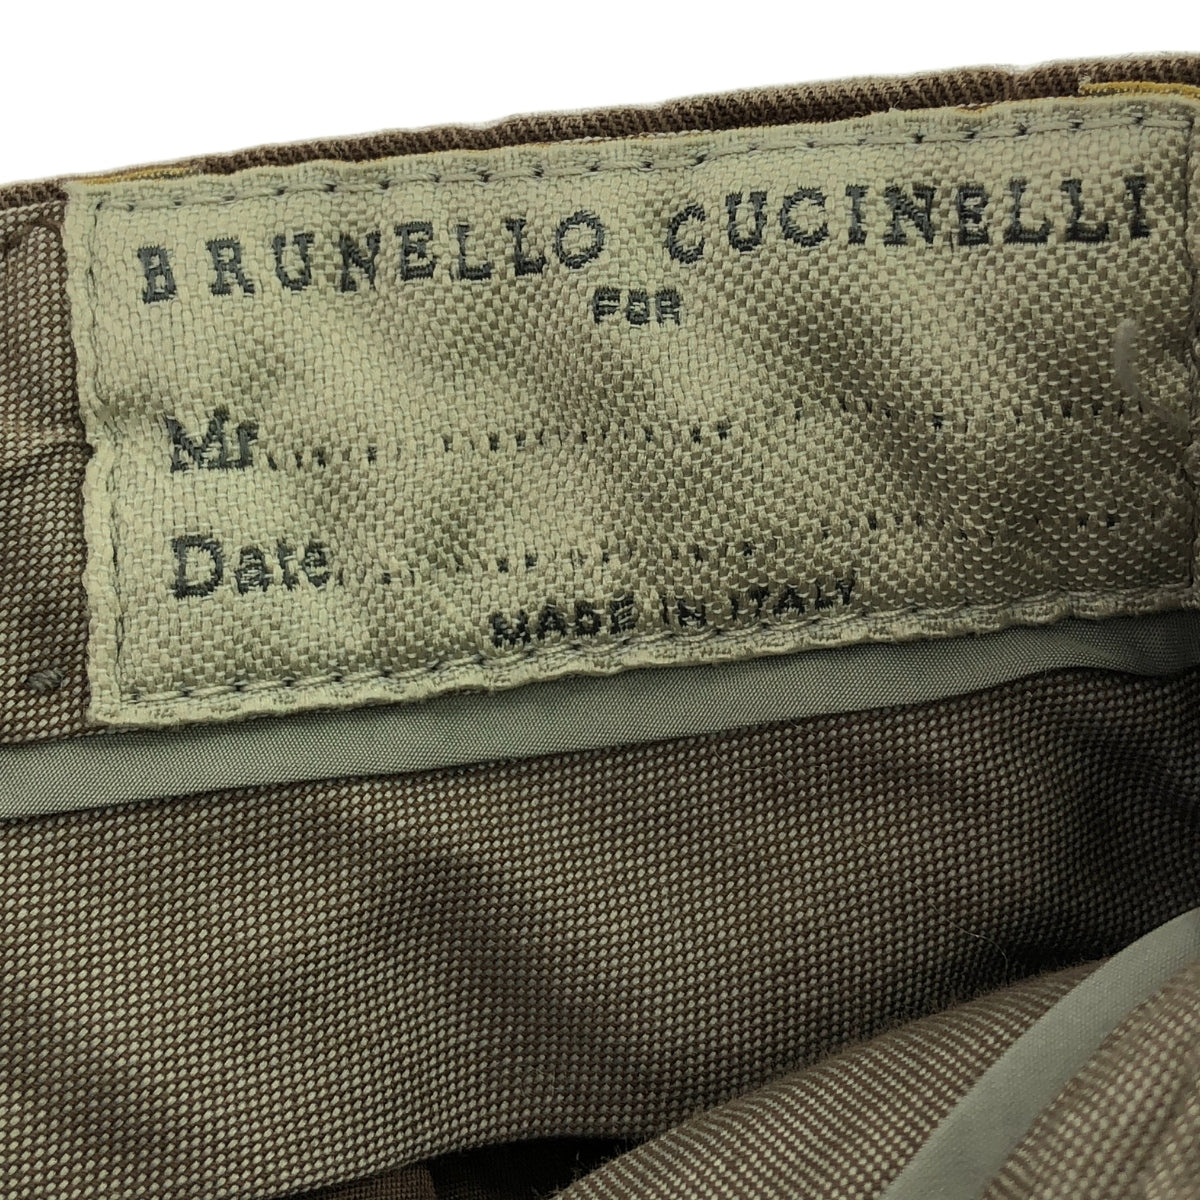 BRUNELLO CUCINELLI
FOR
Mr.
Date
MADE IN ITALY